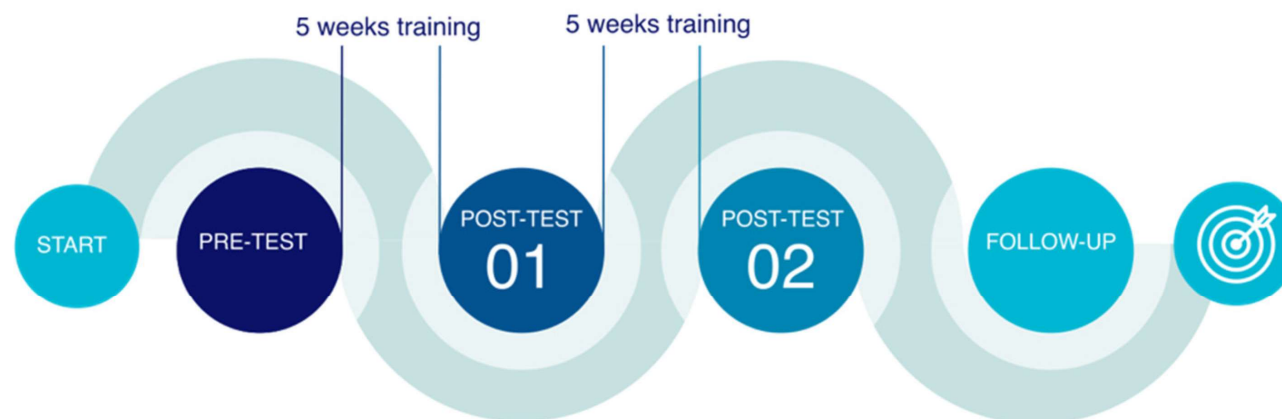 5 weeks training
5 weeks training
START
PRE-TEST
POST-TEST
01
POST-TEST
02
FOLLOW-UP